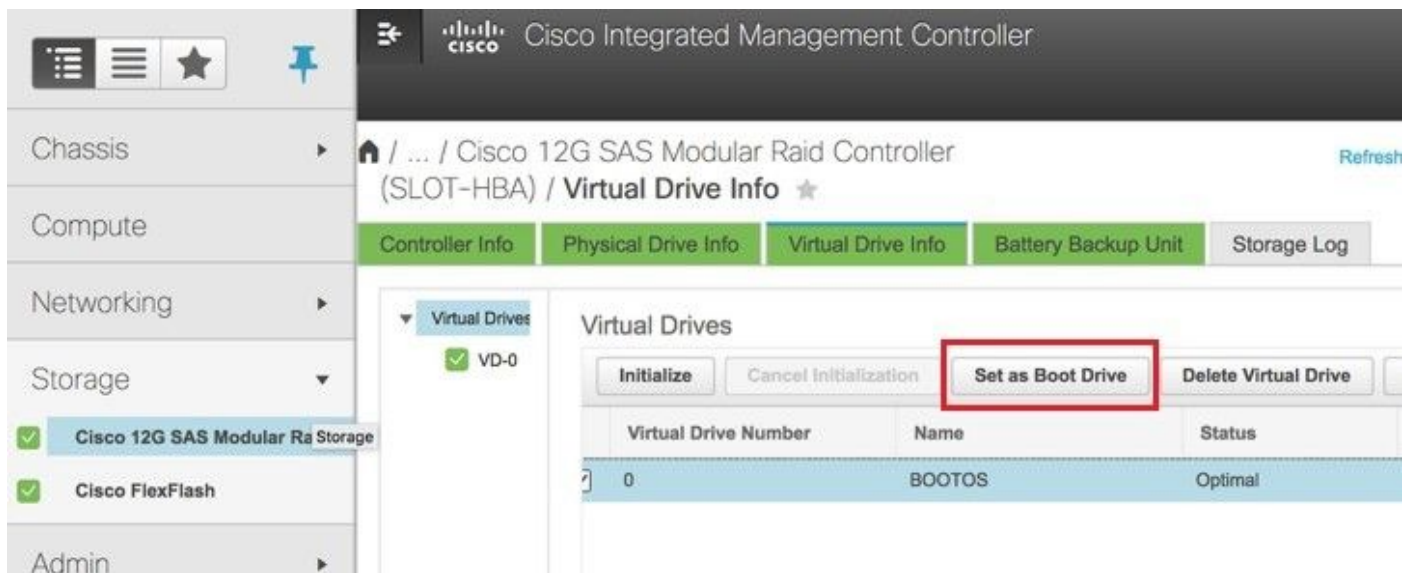 CISCO Cisco Integrated Management Controller
Chassis
Compute
Networking
Storage
Cisco 12G SAS Modular Ra Storage
Cisco FlexFlash
Admin
/ ... / Cisco 12G SAS Modular Raid Controller
(SLOT-HBA) / Virtual Drive Info
Refresh
Controller Info Physical Drive Info Virtual Drive Info Battery Backup Unit Storage Log
Virtual Drives
VD-0
Virtual Drives
Initialize Cancel Initialization Set as Boot Drive Delete Virtual Drive
Virtual Drive Number Name Status
0 BOOTOS Optimal